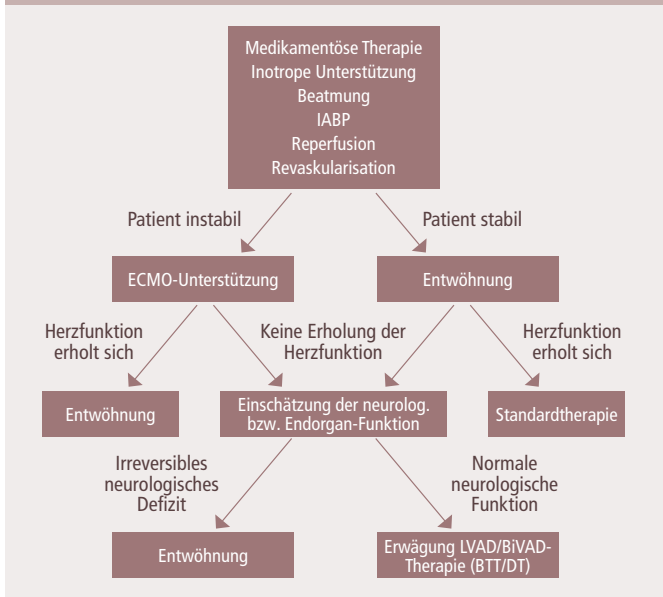 Medikamentöse Therapie
Inotrope Unterstützung
Beatmung
IABP
Reperfusion
Revaskularisation
Patient instabil
Patient stabil
ECMO-Unterstützung
Entwöhnung
Herzfunktion
erholt sich
Keine Erholung der
Herzfunktion
Herzfunktion
erholt sich
Entwöhnung
Einschätzung der neurolog.
bzw. Endorgan-Funktion
Standardtherapie
Irreversibles
neurologisches
Defizit
Normale
neurologische
Funktion
Entwöhnung
Erwägung LVAD/BiVAD-
Therapie (BTT/DT)